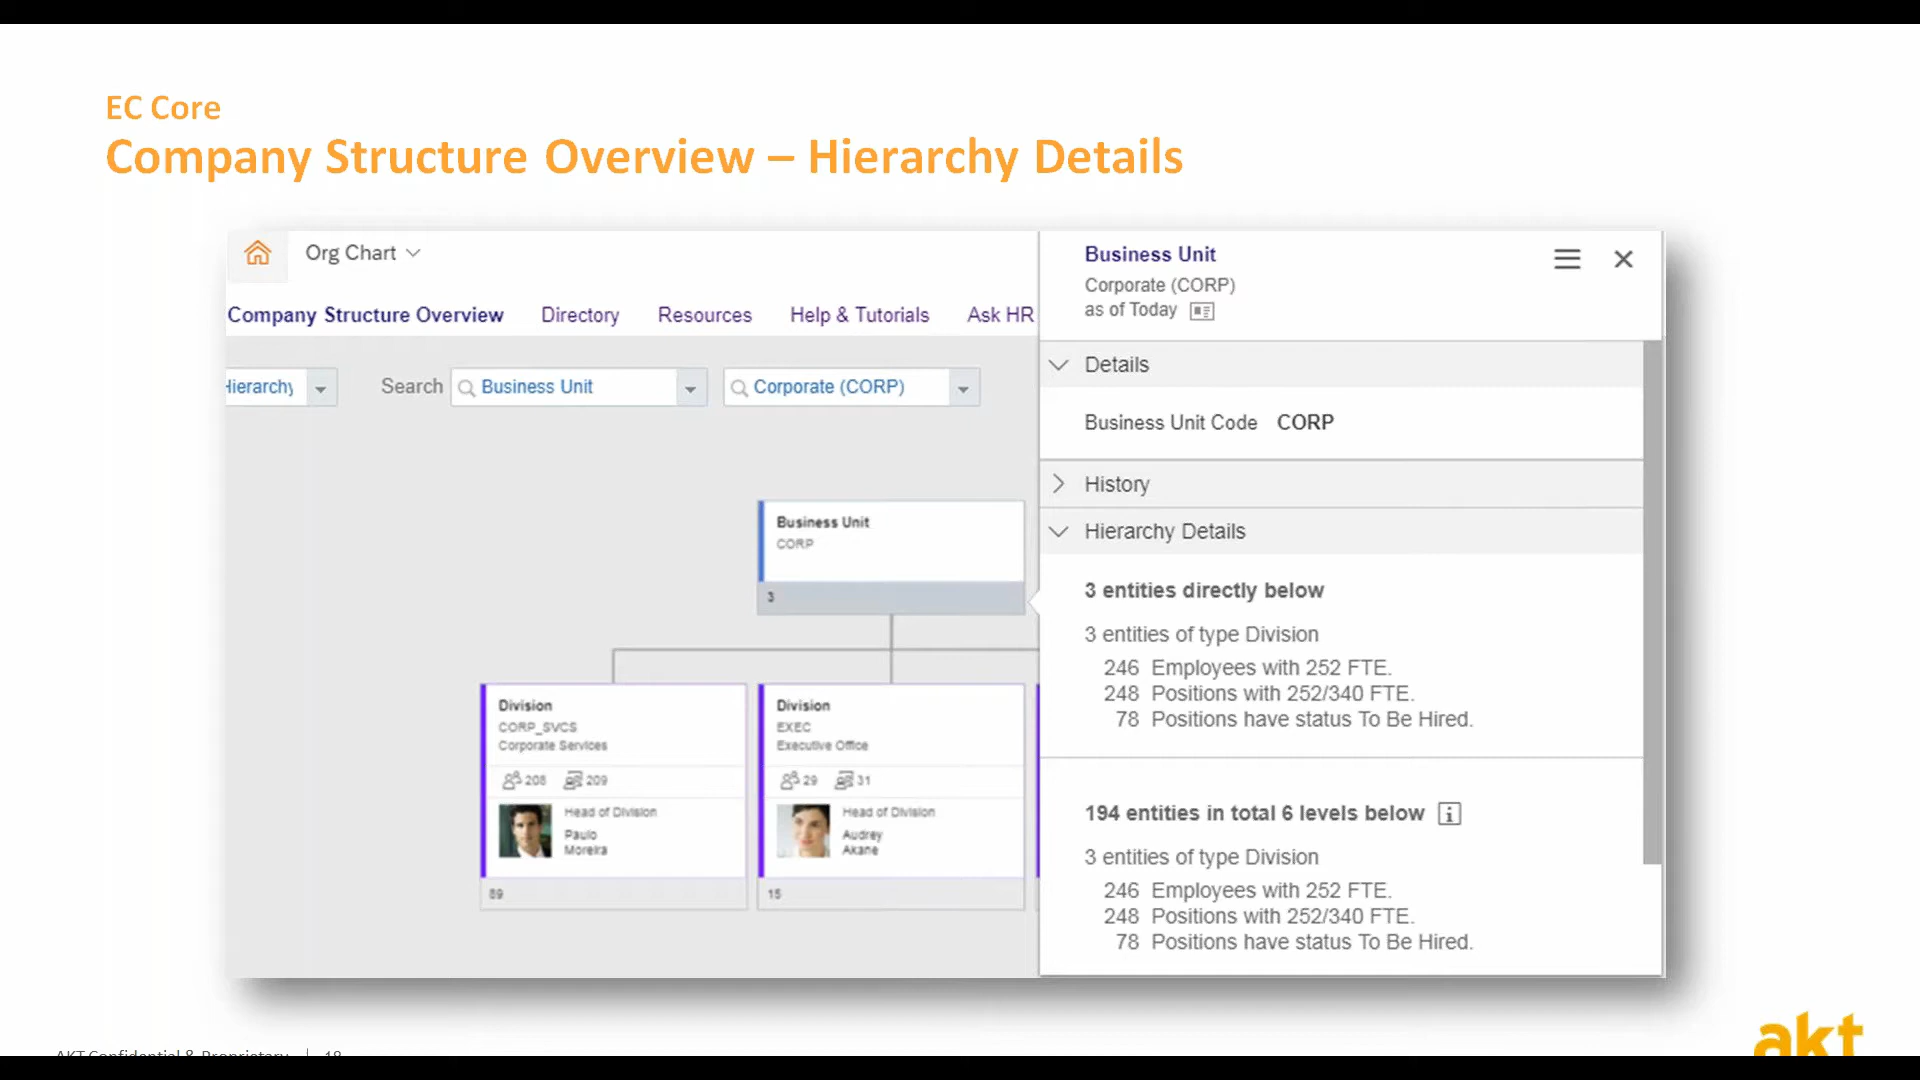 EC Core
Company Structure Overview – Hierarchy Details
Org Chart
Company Structure Overview Directory Resources Help & Tutorials Ask HR
Hierarchy Search Business Unit Corporate (CORP)
Business Unit
CORP
3
Division
CORP_SVCS
Corporate Services
208 209
Head of Division
Paulo
Moreira
89
Division
EXEC
Executive Office
29 31
Head of Division
Audrey
Akane
15
Business Unit
Corporate (CORP)
as of Today
Details
Business Unit Code CORP
History
Hierarchy Details
3 entities directly below
3 entities of type Division
246 Employees with 252 FTE.
248 Positions with 252/340 FTE.
78 Positions have status To Be Hired.
194 entities in total 6 levels below
3 entities of type Division
246 Employees with 252 FTE.
248 Positions with 252/340 FTE.
78 Positions have status To Be Hired.
AKT Confidential & Proprietary | 18
akt